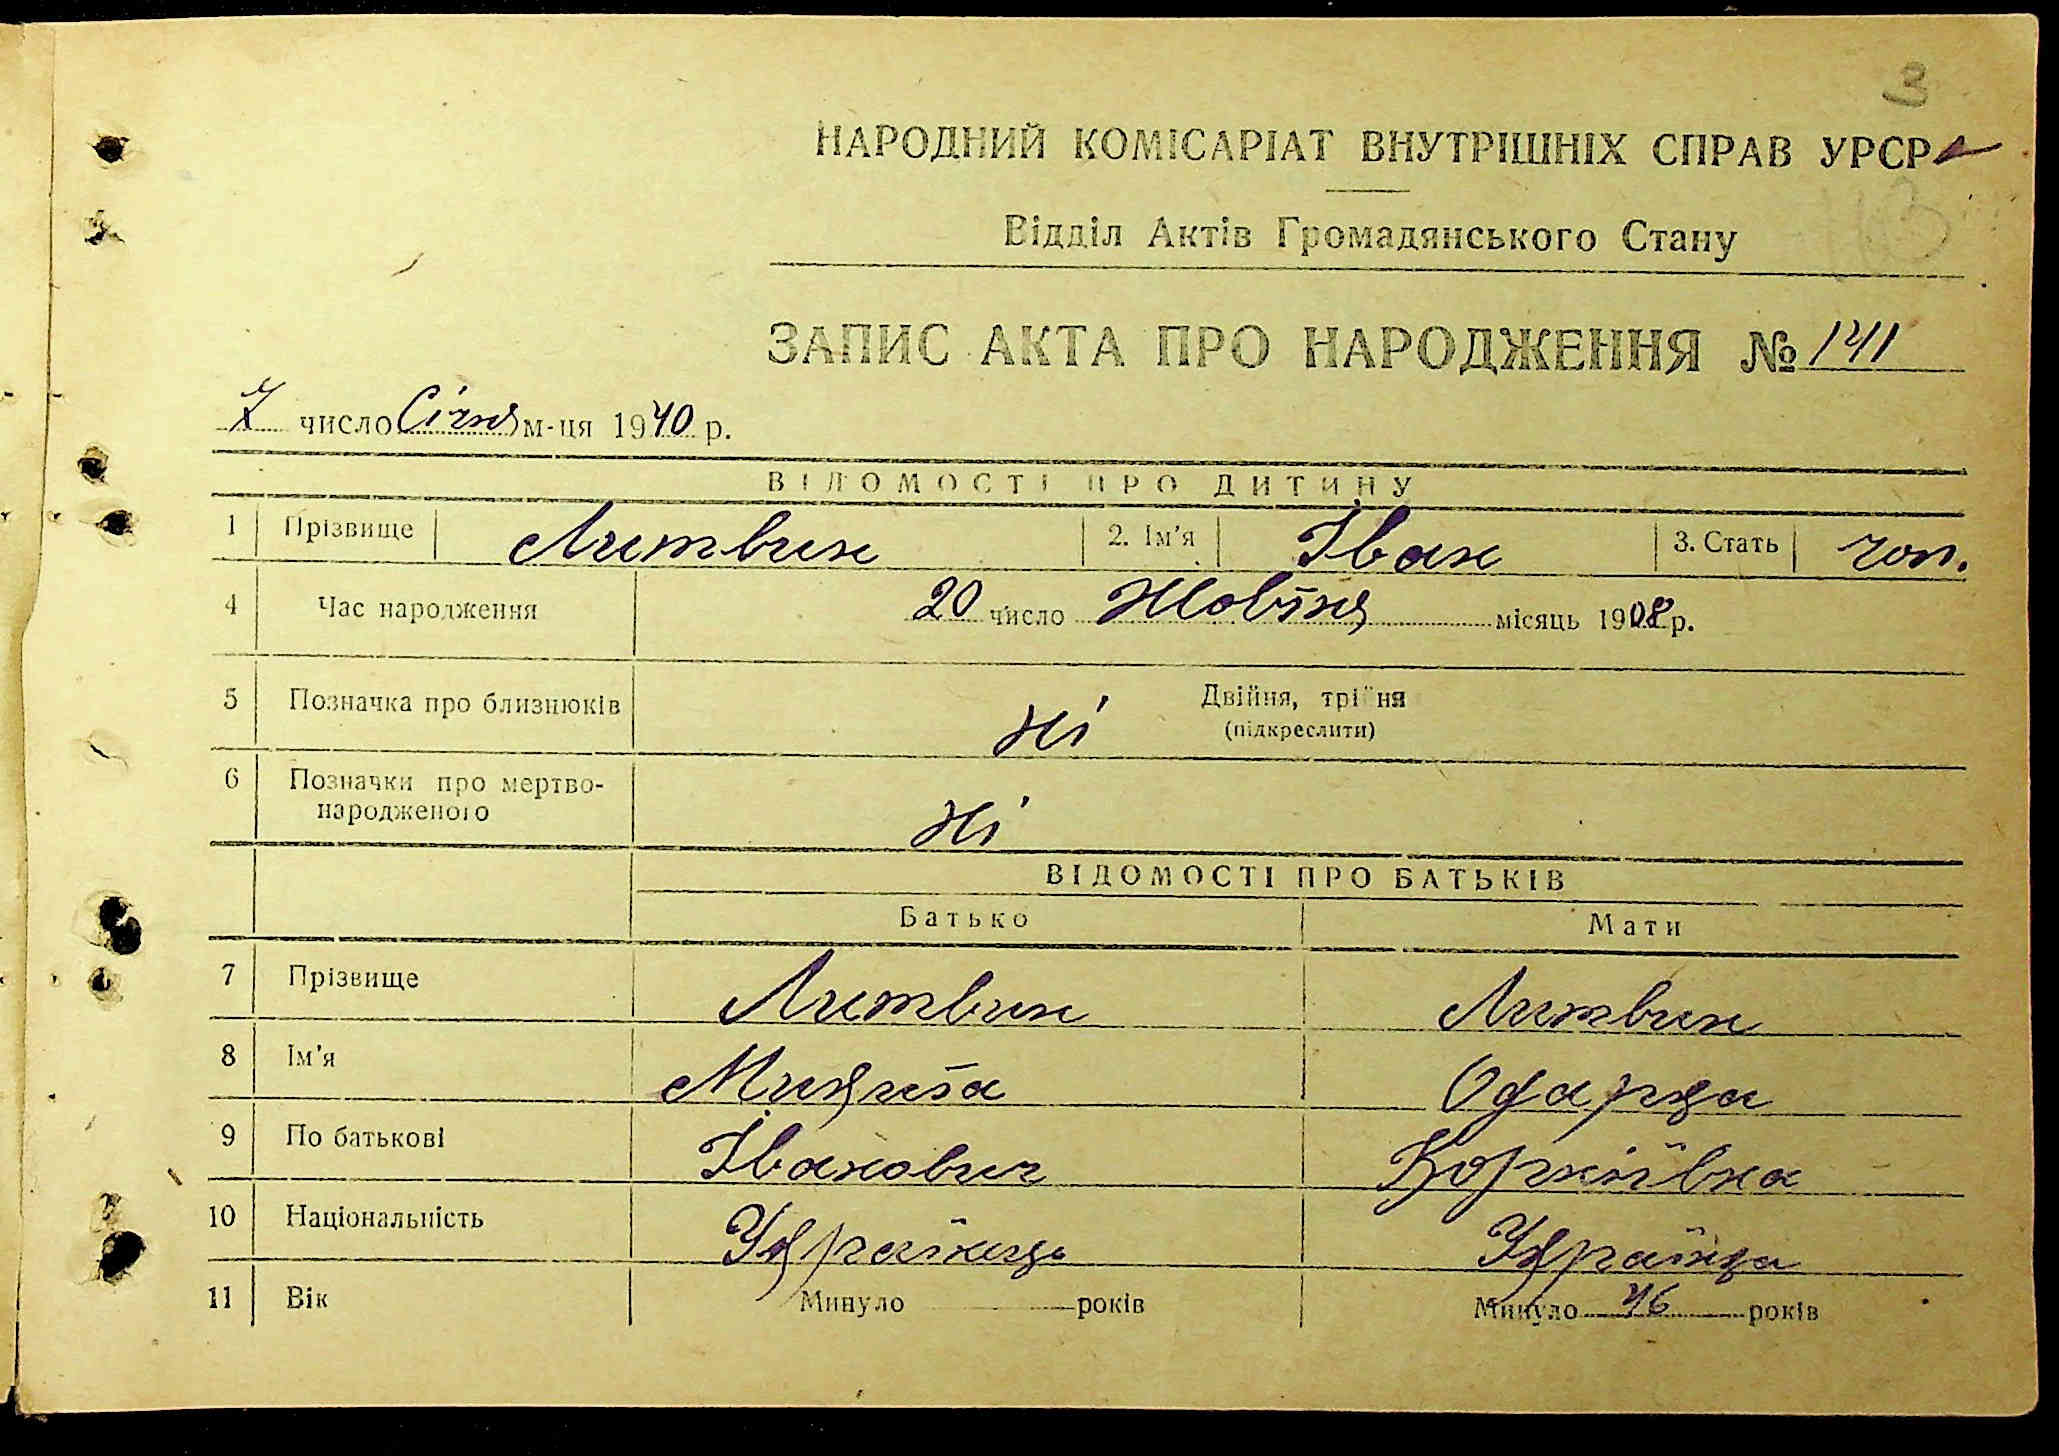 3
НАРОДНИЙ КОМІСАРІАТ ВНУТРІШНІХ СПРАВ УРСР
Відділ Актів Громадянського Стану
ЗАПИС АКТА ПРО НАРОДЖЕННЯ № 141
7 число Січня м-ця 1940 р.
ВІДОМОСТІ ПРО ДИТИНУ
1 Прізвище Литвин 2. Ім'я Іван 3. Стать чол.
4 Час народження 20 число Жовтня місяць 1908 р.
5 Позначка про близнюків ні Двійня, трійня
(підкреслити)
6 Позначки про мертво-
народженого ні
ВІДОМОСТІ ПРО БАТЬКІВ
Батько Мати
7 Прізвище Литвин Литвин
8 Ім'я Микита Одарка
9 По батькові Іванович Корніївна
10 Національність Українець Українка
11 Вік Минуло — років Минуло 46 років